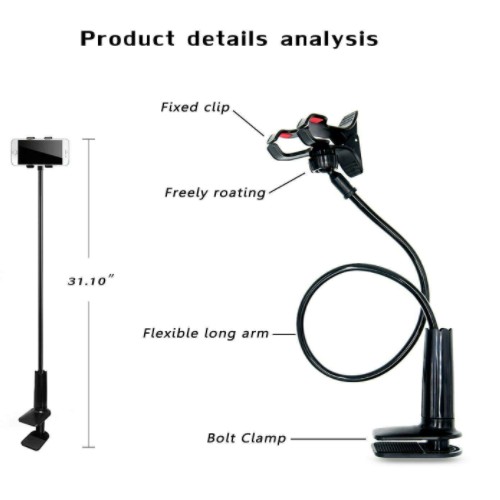 Product details analysis
Fixed clip
Freely roating
31.10"
Flexible long arm
Bolt Clamp